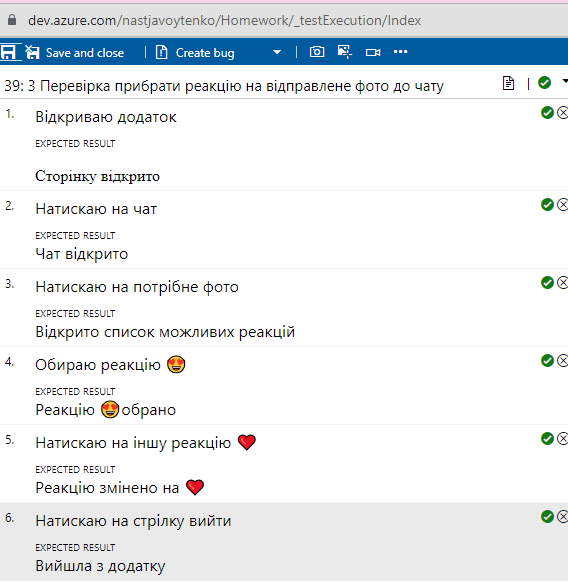 dev.azure.com/nastjavoytenko/Homework/_testExecution/Index
Save and close Create bug
39: 3 Перевірка прибрати реакцію на відправлене фото до чату
1. Відкриваю додаток
EXPECTED RESULT
Сторінку відкрито
2. Натискаю на чат
EXPECTED RESULT
Чат відкрито
3. Натискаю на потрібне фото
EXPECTED RESULT
Відкрито список можливих реакцій
4. Обираю реакцію 😍
EXPECTED RESULT
Реакцію 😍обрано
5. Натискаю на іншу реакцію ❤️
EXPECTED RESULT
Реакцію змінено на ❤️
6. Натискаю на стрілку вийти
EXPECTED RESULT
Вийшла з додатку